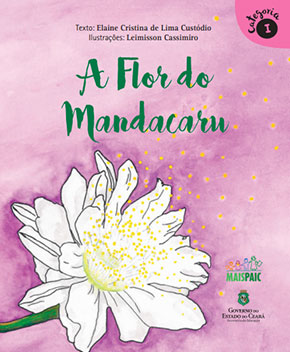 Texto: Elaine Cristina de Lima Custódio
Ilustrações: Leimisson Cassimiro
Categoria
I
A Flor do
Mandacaru
MAISPAIC
GOVERNO DO
ESTADO DO CEARÁ